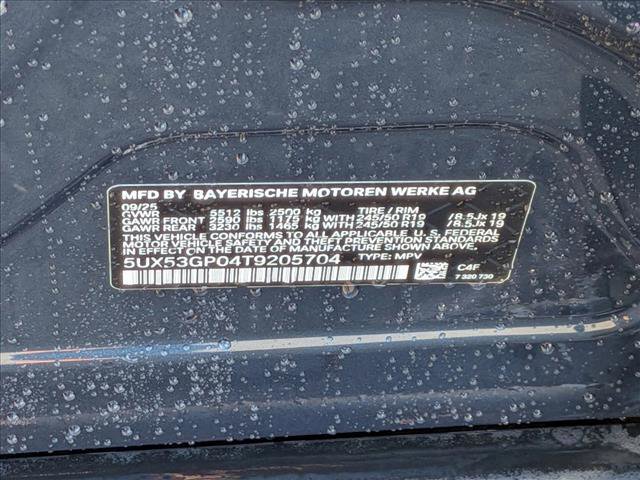 MFD BY BAYERISCHE MOTOREN WERKE AG
09/25
GVWR 5512 lbs 2500 kg TIRE / RIM
GAWR FRONT 2590 lbs 1175 kg WITH 245/50 R19 /8.5Jx19
GAWR REAR 3230 lbs 1465 kg WITH 245/50 R19 /8.5Jx19
THIS VEHICLE CONFORMS TO ALL APPLICABLE U. S. FEDERAL
MOTOR VEHICLE SAFETY AND THEFT PREVENTION STANDARDS
IN EFFECT ON DATE OF MANUFACTURE SHOWN ABOVE.
5UX53GP04T9205704 TYPE: MPV
C4F
7 320 730